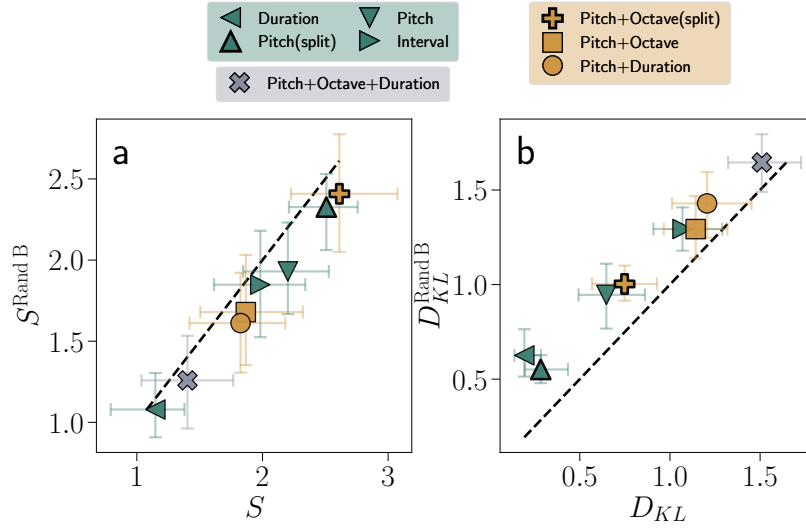 Duration Pitch
Pitch(split) Interval
Pitch+Octave+Duration
Pitch+Octave(split)
Pitch+Octave
Pitch+Duration
a
2.5
2.0
1.5
1.0
S^Rand B
1 2 3
S
b
1.5
1.0
0.5
D_KL^Rand B
0.5 1.0 1.5
D_KL